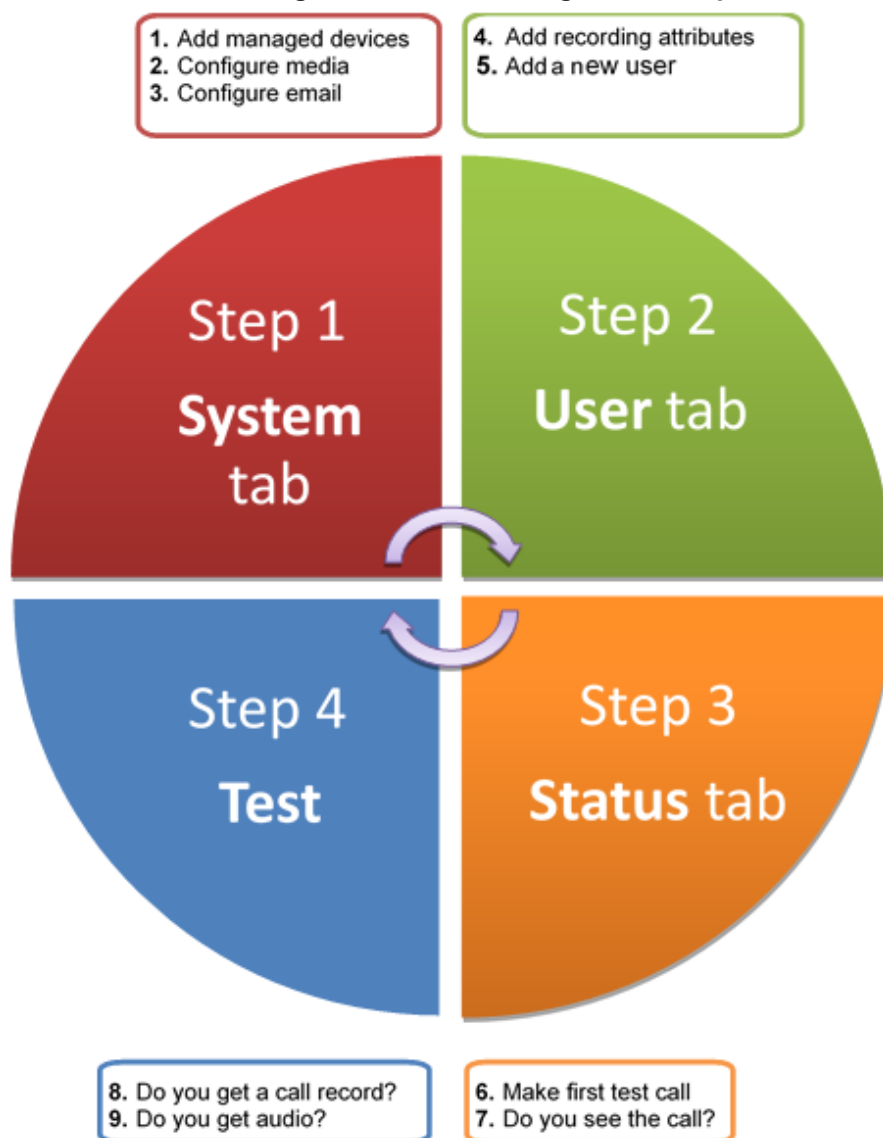 1. Add managed devices
2. Configure media
3. Configure email
4. Add recording attributes
5. Add a new user
Step 1
System
tab
Step 2
User tab
Step 4
Test
Step 3
Status tab
8. Do you get a call record?
9. Do you get audio?
6. Make first test call
7. Do you see the call?